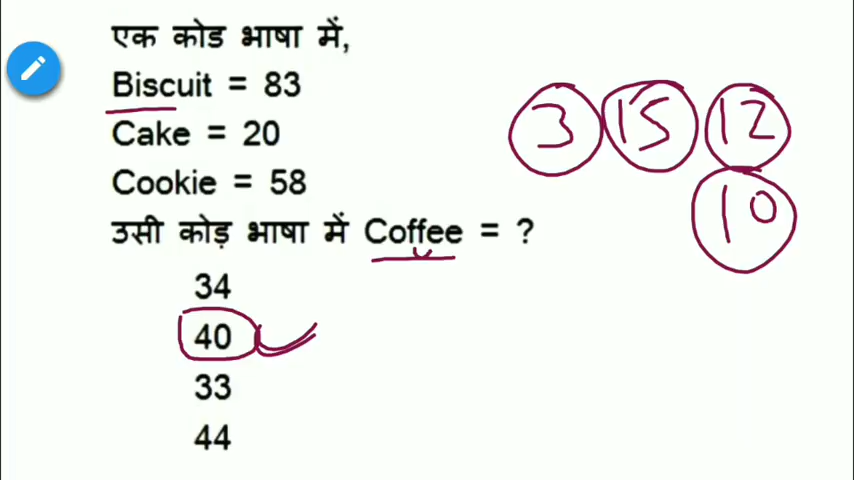 एक कोड भाषा में,
Biscuit = 83
Cake = 20
Cookie = 58
उसी कोड़ भाषा में Coffee = ?
34
40
33
44
3 15 12
10